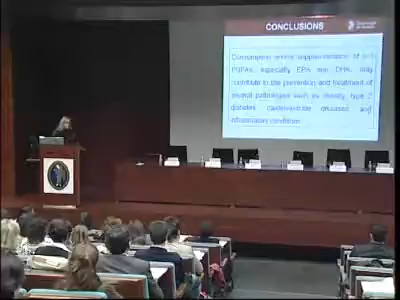 CONCLUSIONS
Consumption and/or supplementation of n-3
PUFAs, especially EPA and DHA, may
contribute to the prevention and treatment of
several pathologies such as obesity, type 2
diabetes, cardiovascular diseases and
inflammatory conditions